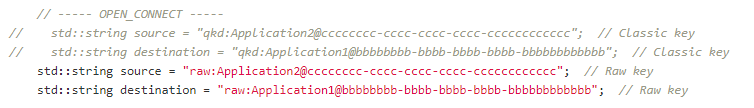 // ----- OPEN_CONNECT -----
//    std::string source = "qkd:Application2@cccccccc-cccc-cccc-cccc-cccccccccccc";  // Classic key
//    std::string destination = "qkd:Application1@bbbbbbbb-bbbb-bbbb-bbbb-bbbbbbbbbbbb";  // Classic key
std::string source = "raw:Application2@cccccccc-cccc-cccc-cccc-cccccccccccc";  // Raw key
std::string destination = "raw:Application1@bbbbbbbb-bbbb-bbbb-bbbb-bbbbbbbbbbbb";  // Raw key